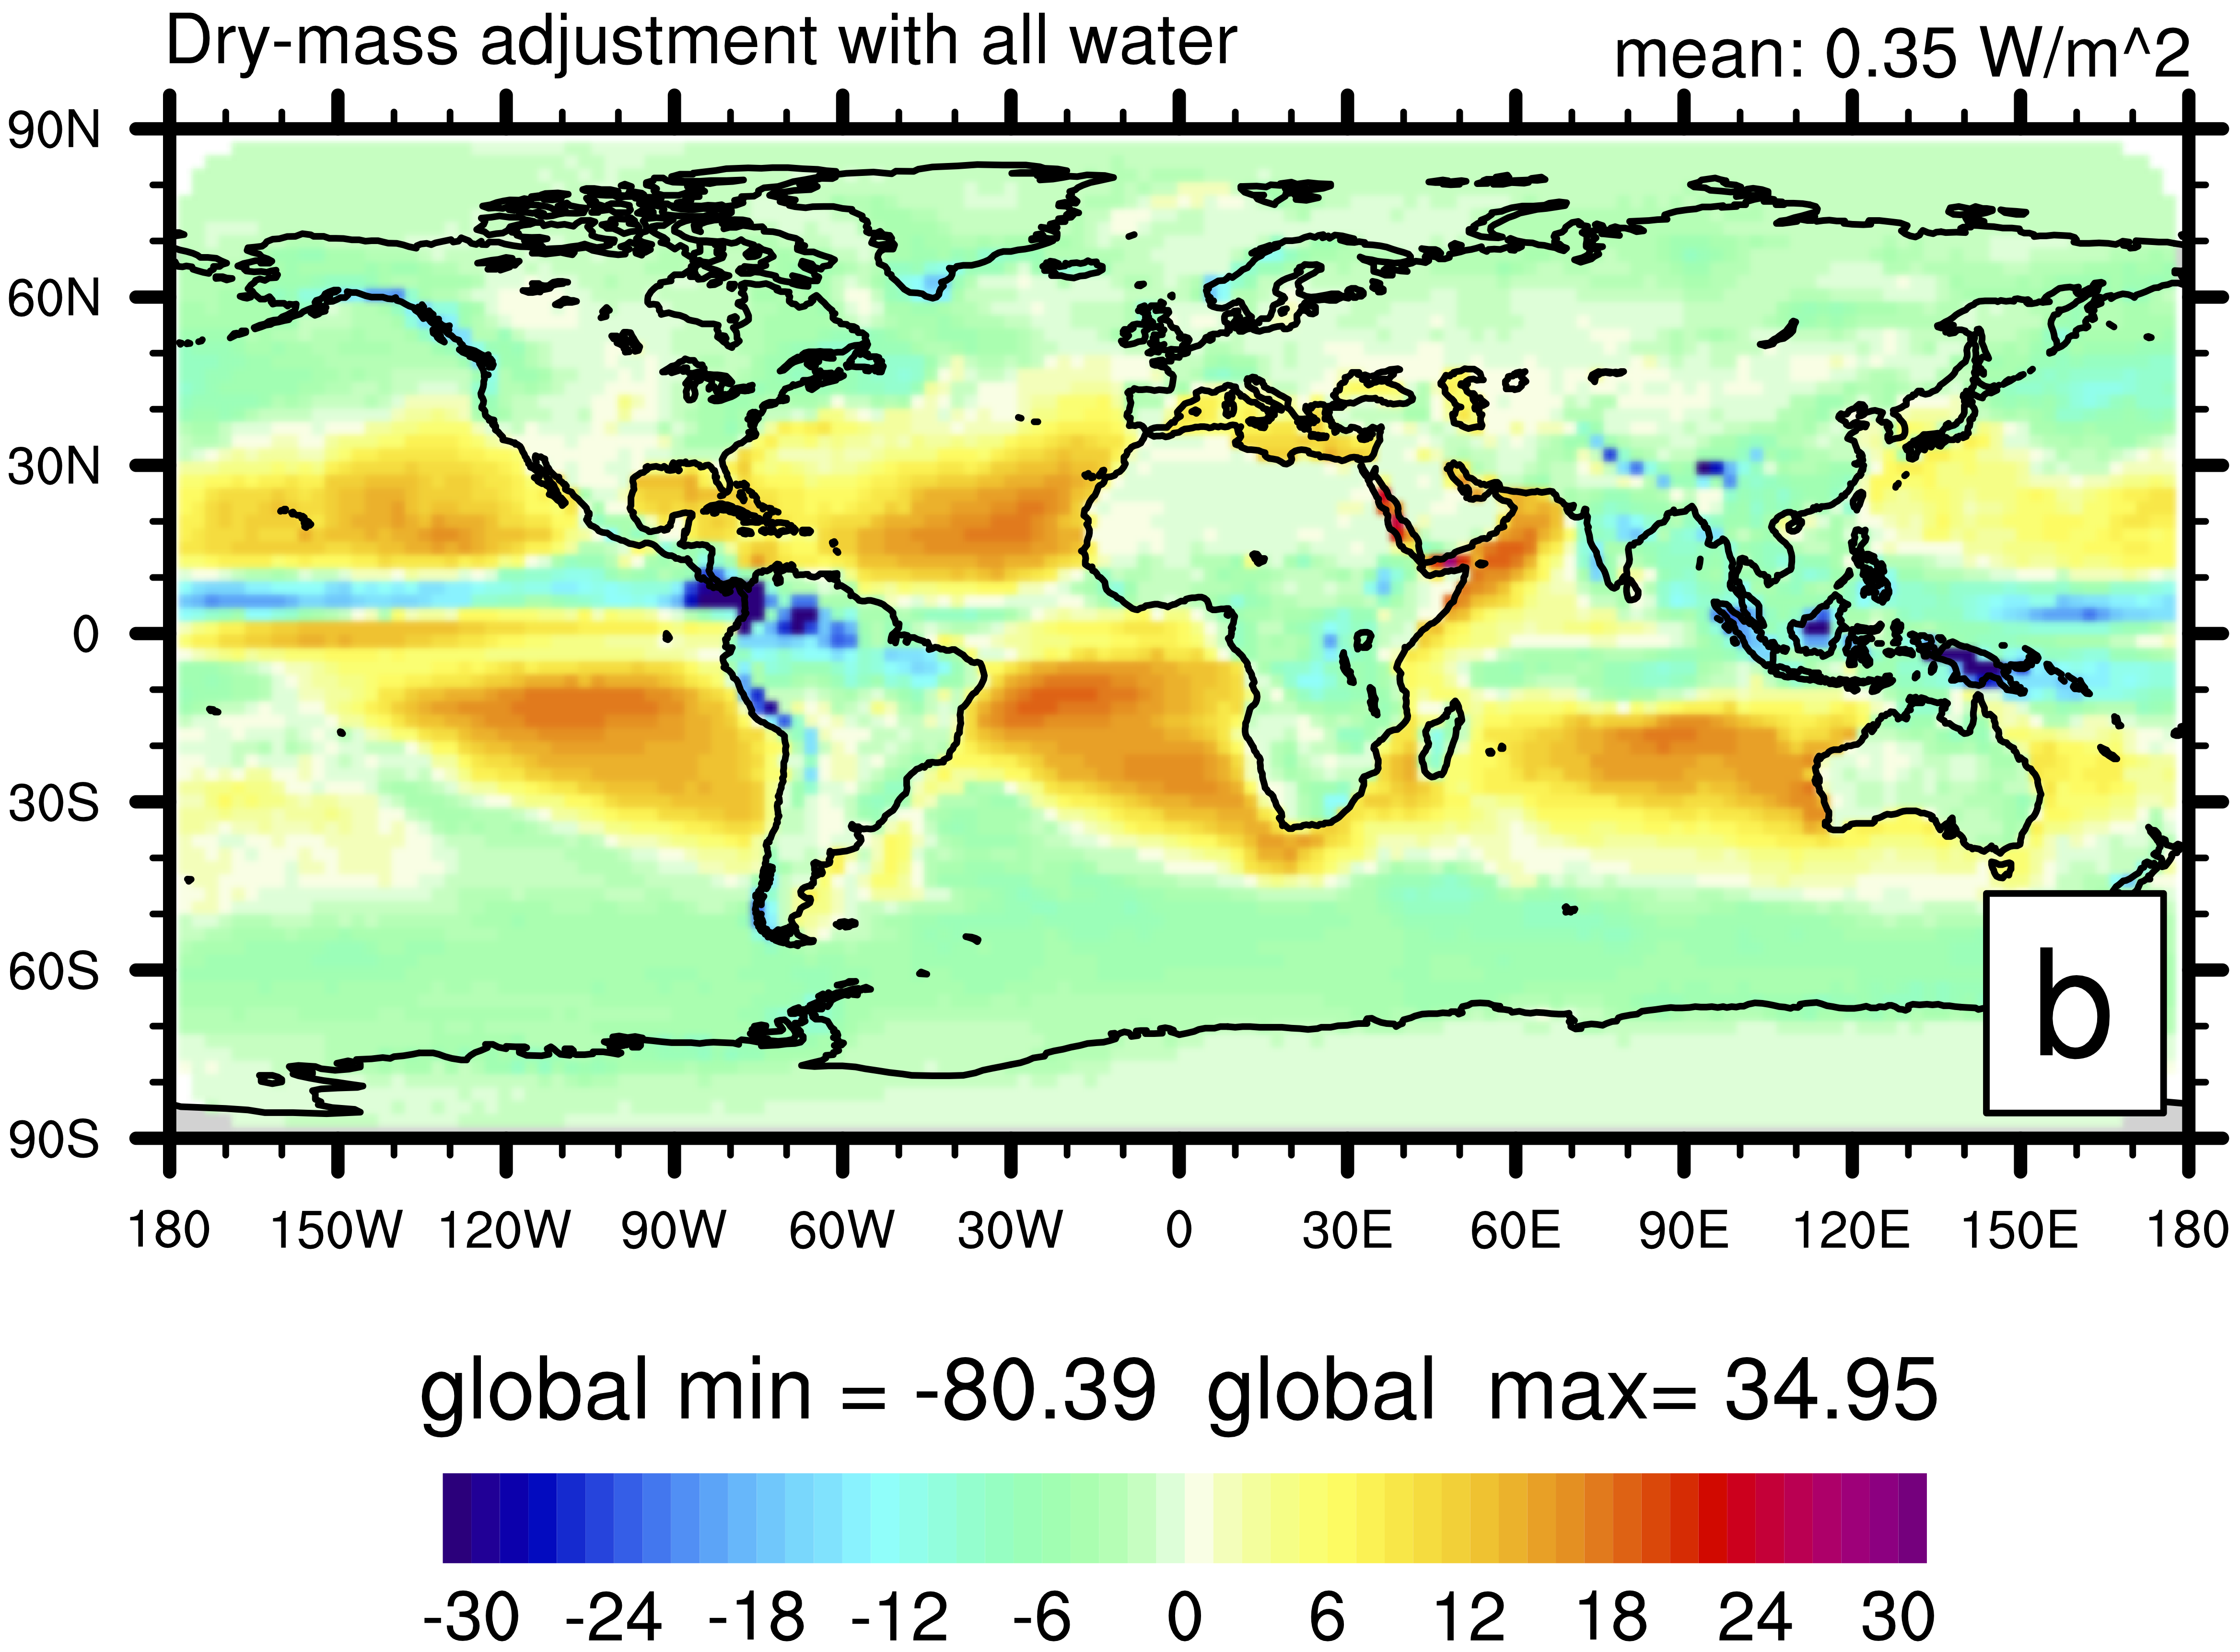 Dry-mass adjustment with all water mean: 0.35 W/m^2
90N
60N
30N
0
30S
60S
90S
b
180 150W 120W 90W 60W 30W 0 30E 60E 90E 120E 150E 180
global min = -80.39 global max= 34.95
-30 -24 -18 -12 -6 0 6 12 18 24 30